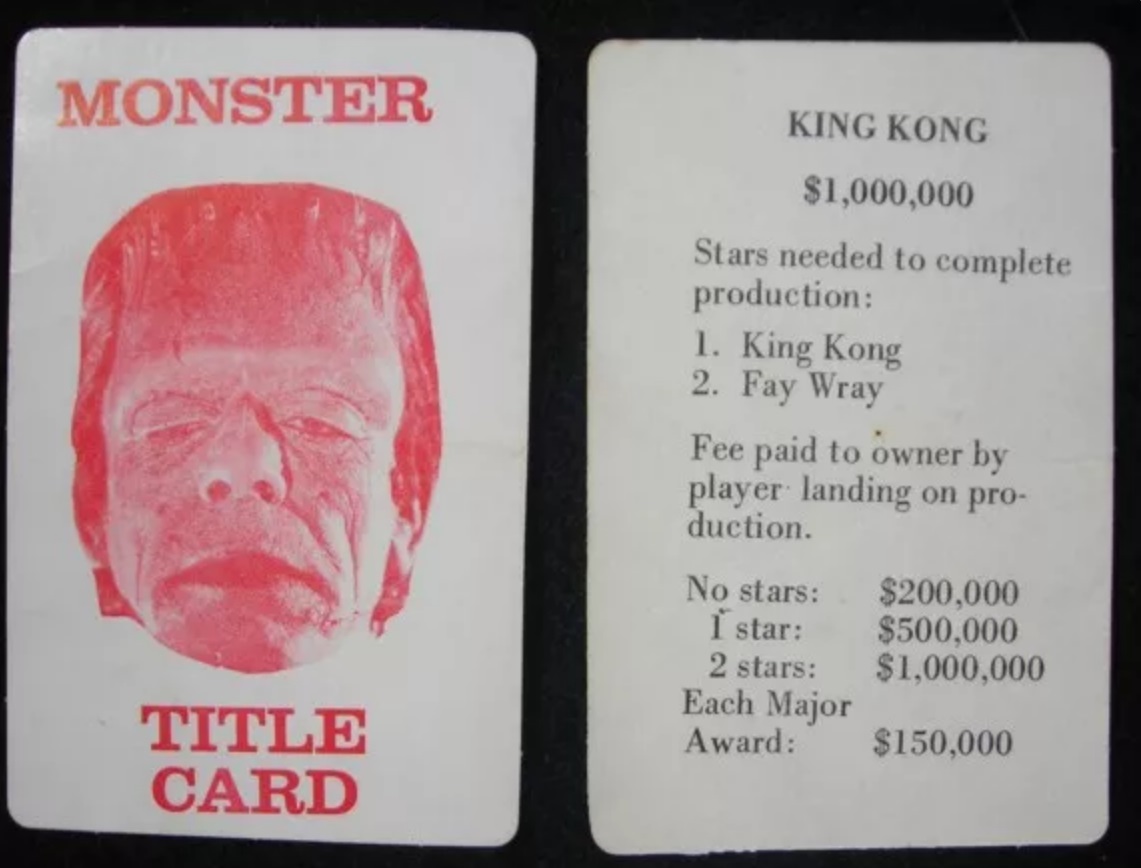 MONSTER
TITLE
CARD
KING KONG
$1,000,000
Stars needed to complete
production:
1. King Kong
2. Fay Wray
Fee paid to owner by
player landing on pro-
duction.
No stars: $200,000
1 star: $500,000
2 stars: $1,000,000
Each Major
Award: $150,000